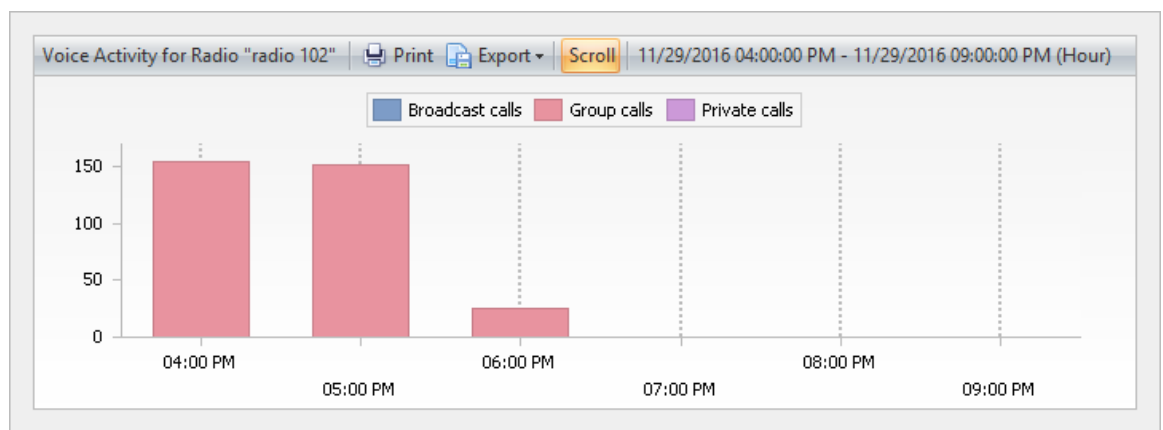 Voice Activity for Radio "radio 102" Print Export Scroll 11/29/2016 04:00:00 PM - 11/29/2016 09:00:00 PM (Hour)
Broadcast calls Group calls Private calls
150
100
50
0
04:00 PM 06:00 PM 08:00 PM
05:00 PM 07:00 PM 09:00 PM